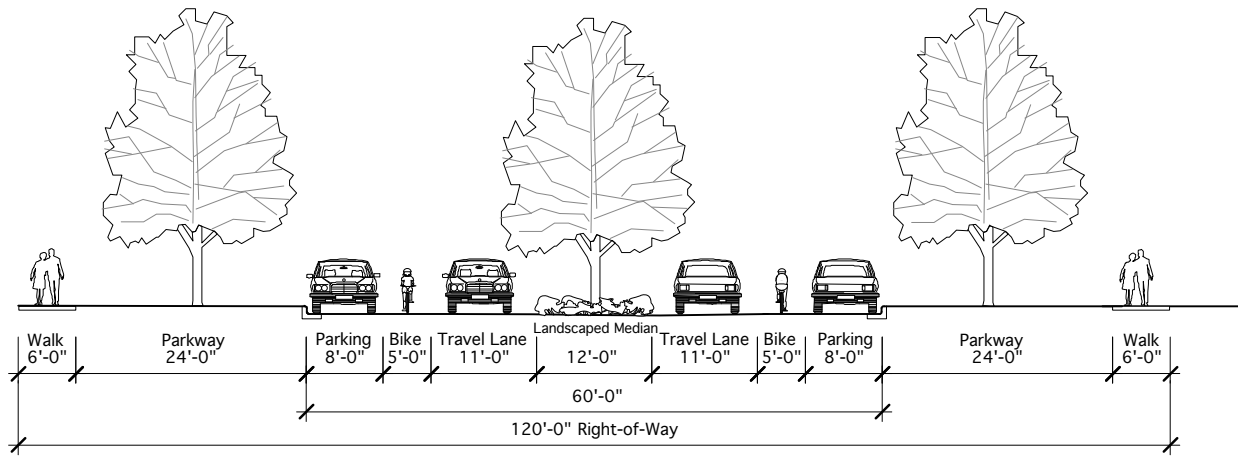 Landscaped Median
Walk
6'-0"
Parkway
24'-0"
Parking
8'-0"
Bike
5'-0"
Travel Lane
11'-0"
12'-0"
Travel Lane
11'-0"
Bike
5'-0"
Parking
8'-0"
Parkway
24'-0"
Walk
6'-0"
60'-0"
120'-0" Right-of-Way